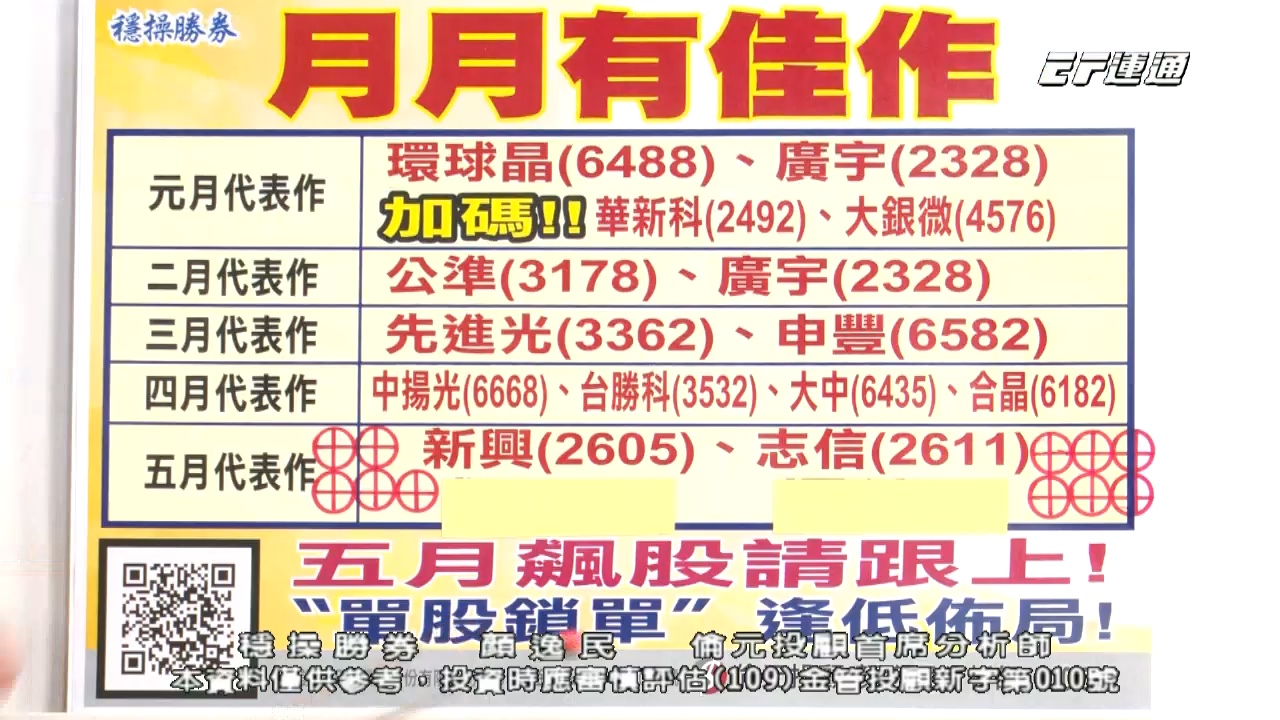 穩操勝券
月月有佳作
運通
元月代表作
環球晶(6488)、廣宇(2328)
加碼!! 華新科(2492)、大銀微(4576)
二月代表作
公準(3178)、廣宇(2328)
三月代表作
先進光(3362)、申豐(6582)
四月代表作
中揚光(6668)、台勝科(3532)、大中(6435)、合晶(6182)
五月代表作
新興(2605)、志信(2611)
五月飆股請跟上!
“單股鎖單” 逢低佈局!
穩操勝券 顏逸民 倫元投顧首席分析師
本資料僅供參考。投資時應審慎評估(109)金管投顧新字第010號